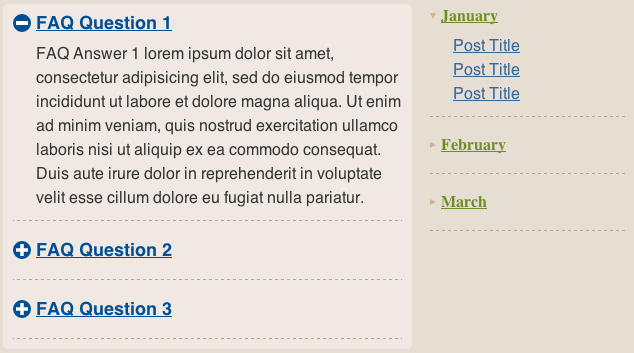 FAQ Question 1
FAQ Answer 1 lorem ipsum dolor sit amet,
consectetur adipisicing elit, sed do eiusmod tempor
incididunt ut labore et dolore magna aliqua. Ut enim
ad minim veniam, quis nostrud exercitation ullamco
laboris nisi ut aliquip ex ea commodo consequat.
Duis aute irure dolor in reprehenderit in voluptate
velit esse cillum dolore eu fugiat nulla pariatur.
FAQ Question 2
FAQ Question 3
January
Post Title
Post Title
Post Title
February
March